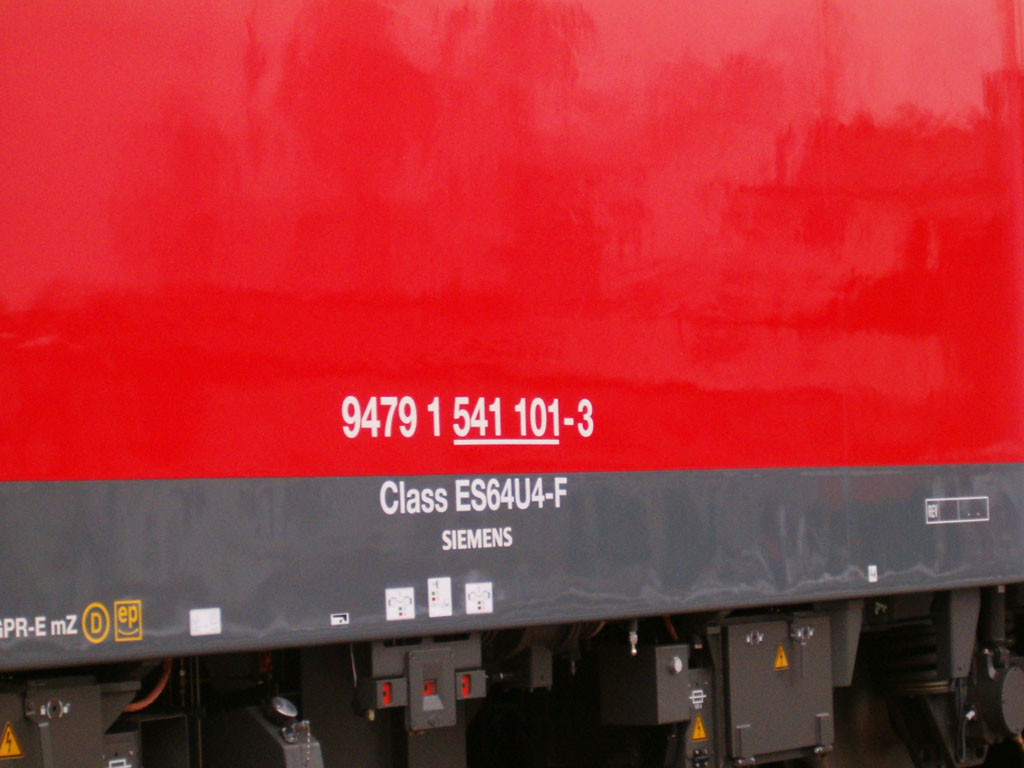 9479 1 541 101-3
Class ES64U4-F
SIEMENS
REV
GPR-E mZ D ep